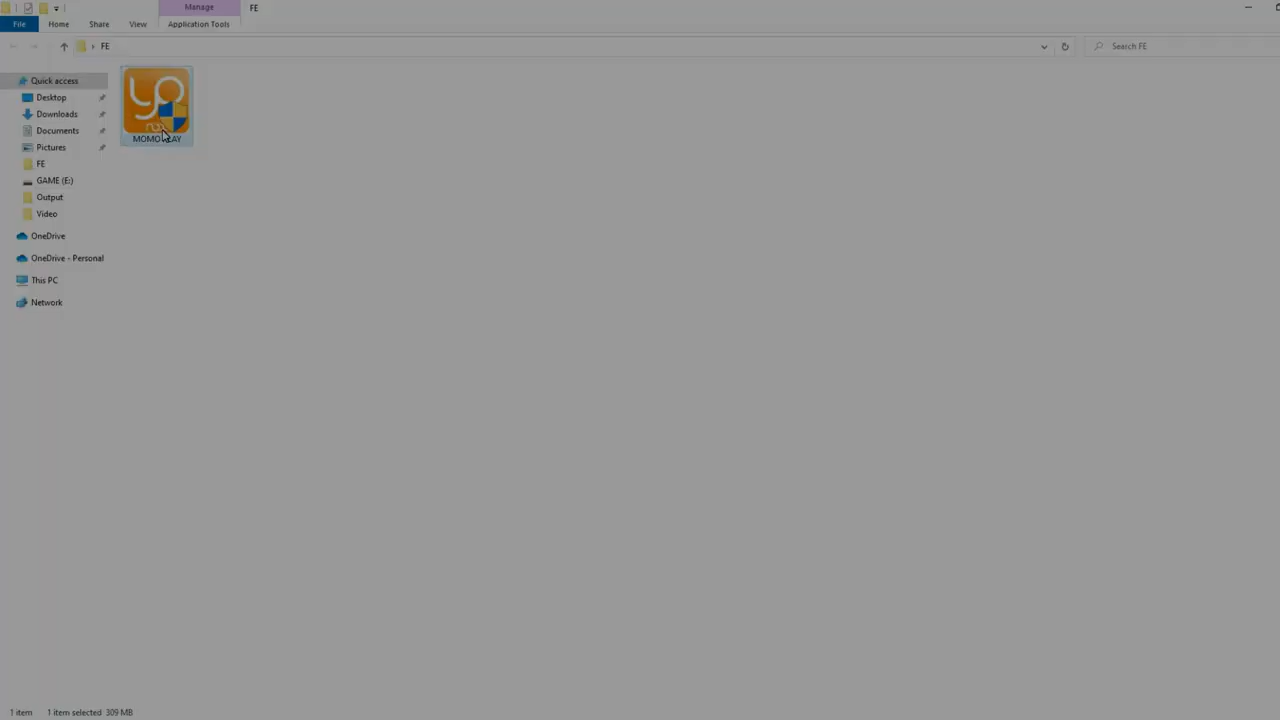 Manage
FE
File
Home
Share
View
Application Tools
FE
Search FE
Quick access
Desktop
Downloads
Documents
Pictures
FE
GAME (E:)
Output
Video
OneDrive
OneDrive - Personal
This PC
Network
1 item
1 item selected 309 MB